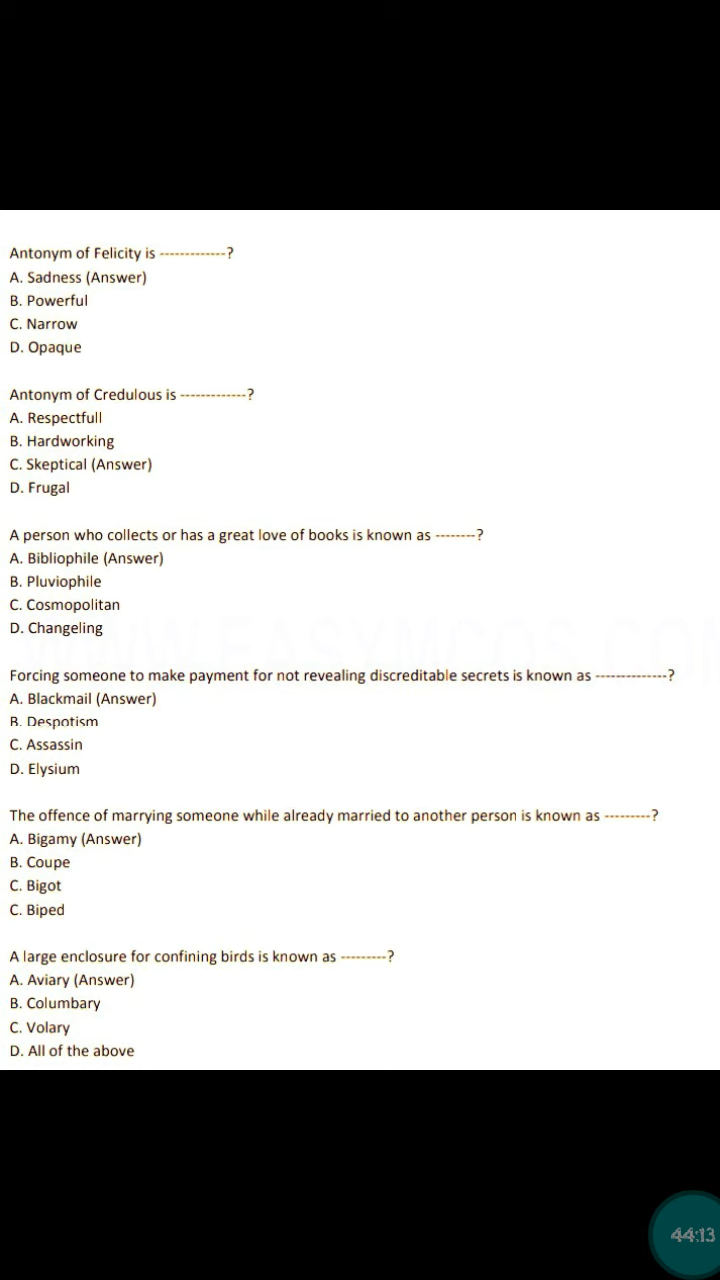 Antonym of Felicity is -------------?
A. Sadness (Answer)
B. Powerful
C. Narrow
D. Opaque
Antonym of Credulous is -------------?
A. Respectfull
B. Hardworking
C. Skeptical (Answer)
D. Frugal
A person who collects or has a great love of books is known as --------?
A. Bibliophile (Answer)
B. Pluviophile
C. Cosmopolitan
D. Changeling
WWW.EASYMCQS.COM
Forcing someone to make payment for not revealing discreditable secrets is known as --------------?
A. Blackmail (Answer)
B. Despotism
C. Assassin
D. Elysium
The offence of marrying someone while already married to another person is known as ---------?
A. Bigamy (Answer)
B. Coupe
C. Bigot
C. Biped
A large enclosure for confining birds is known as ---------?
A. Aviary (Answer)
B. Columbary
C. Volary
D. All of the above
44:13